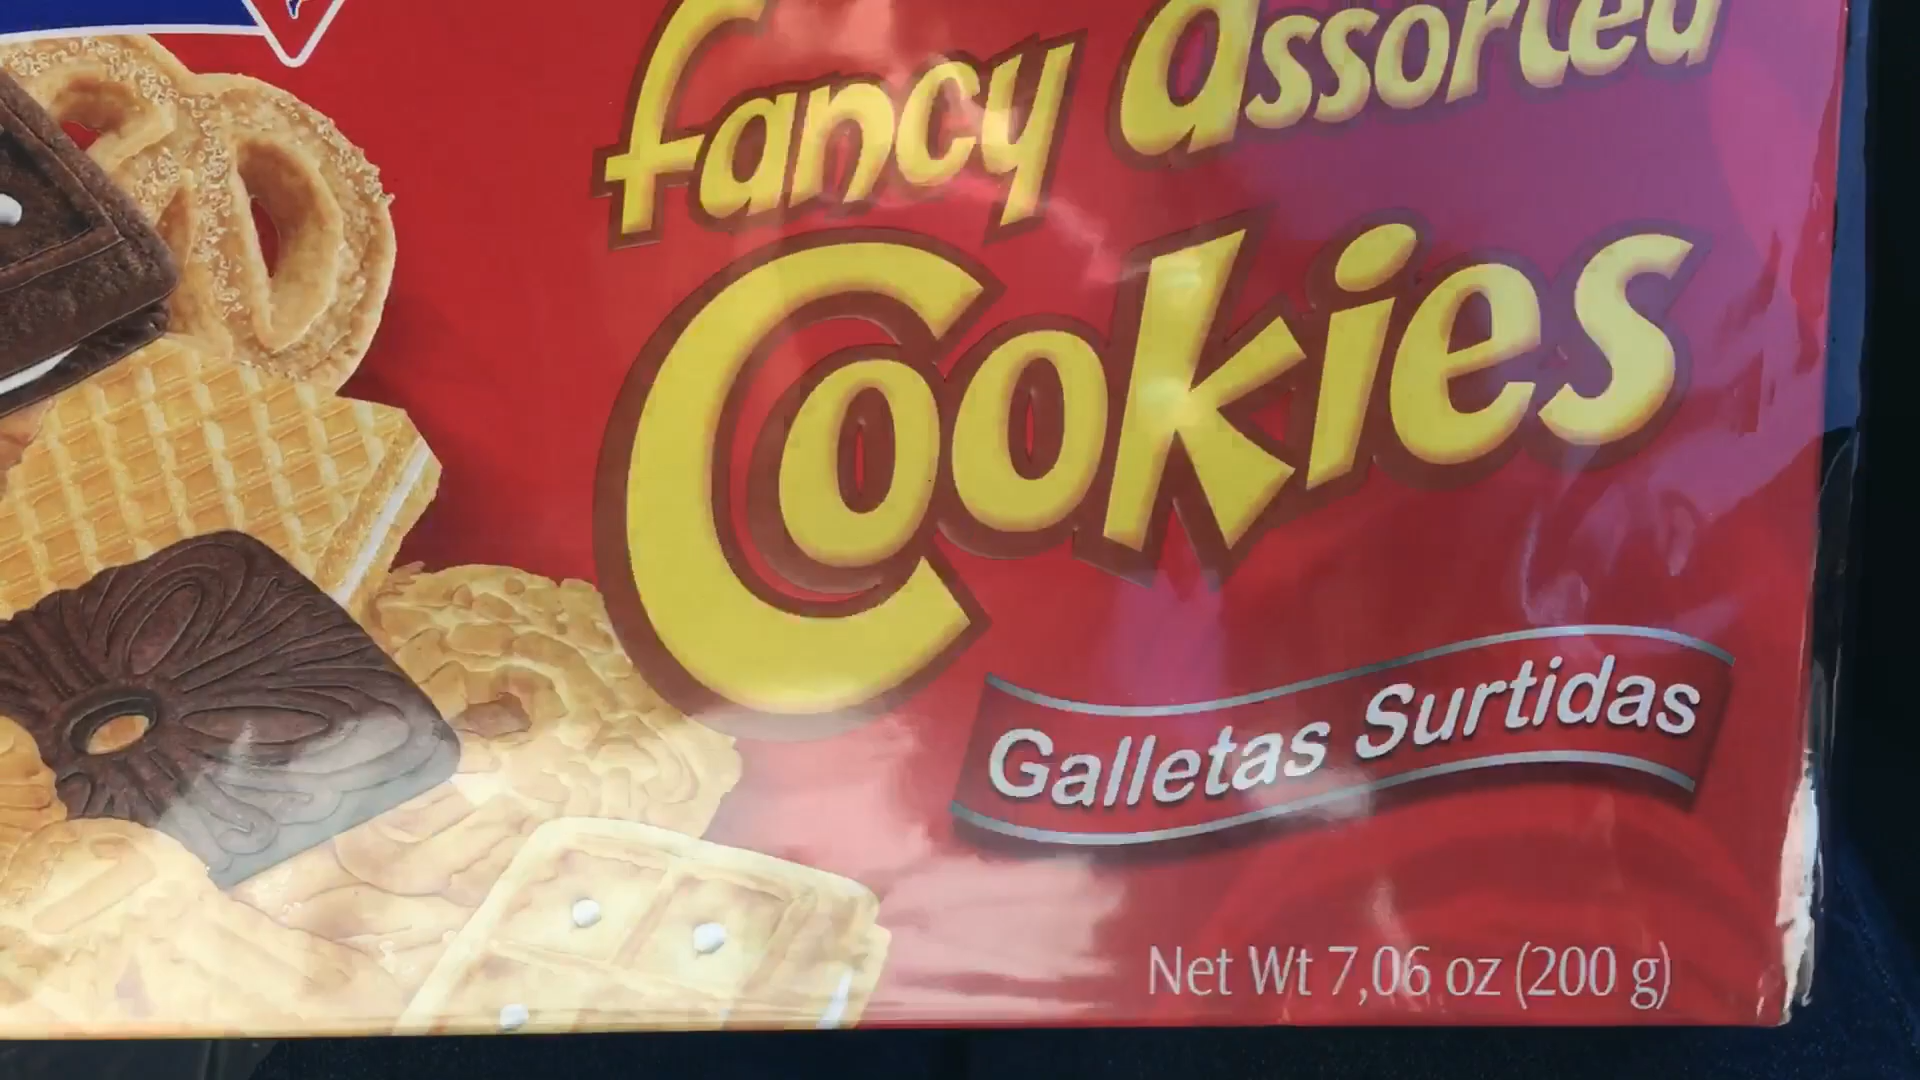 fancy assorted
Cookies
Galletas Surtidas
Net Wt 7,06 oz (200 g)